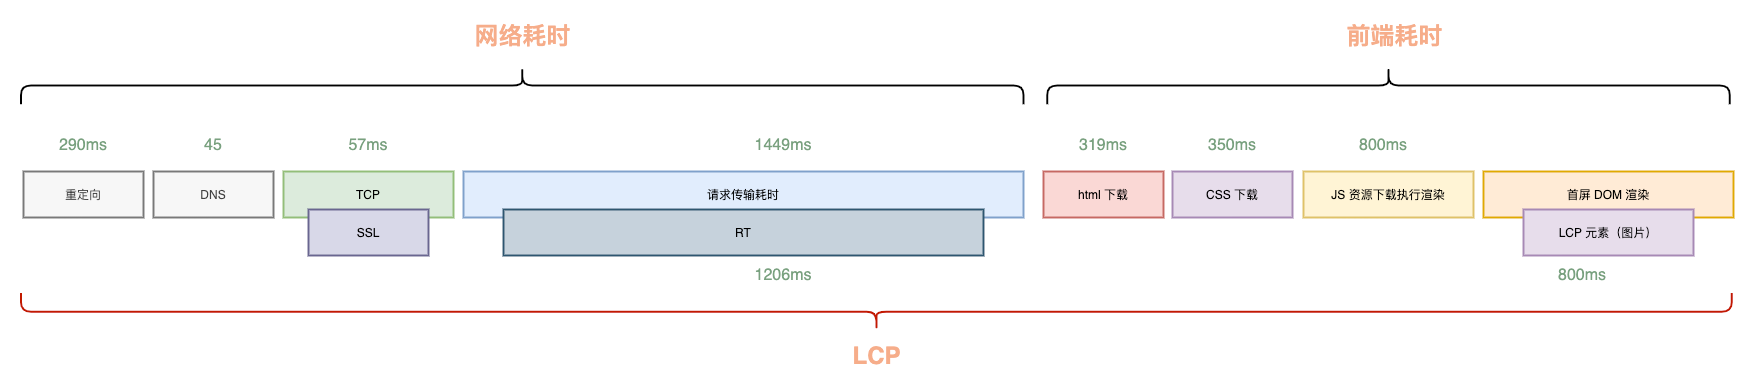 网络耗时
前端耗时
290ms
45
57ms
1449ms
319ms
350ms
800ms
重定向
DNS
TCP
请求传输耗时
html 下载
CSS 下载
JS 资源下载执行渲染
首屏 DOM 渲染
SSL
RT
LCP 元素（图片）
1206ms
800ms
LCP